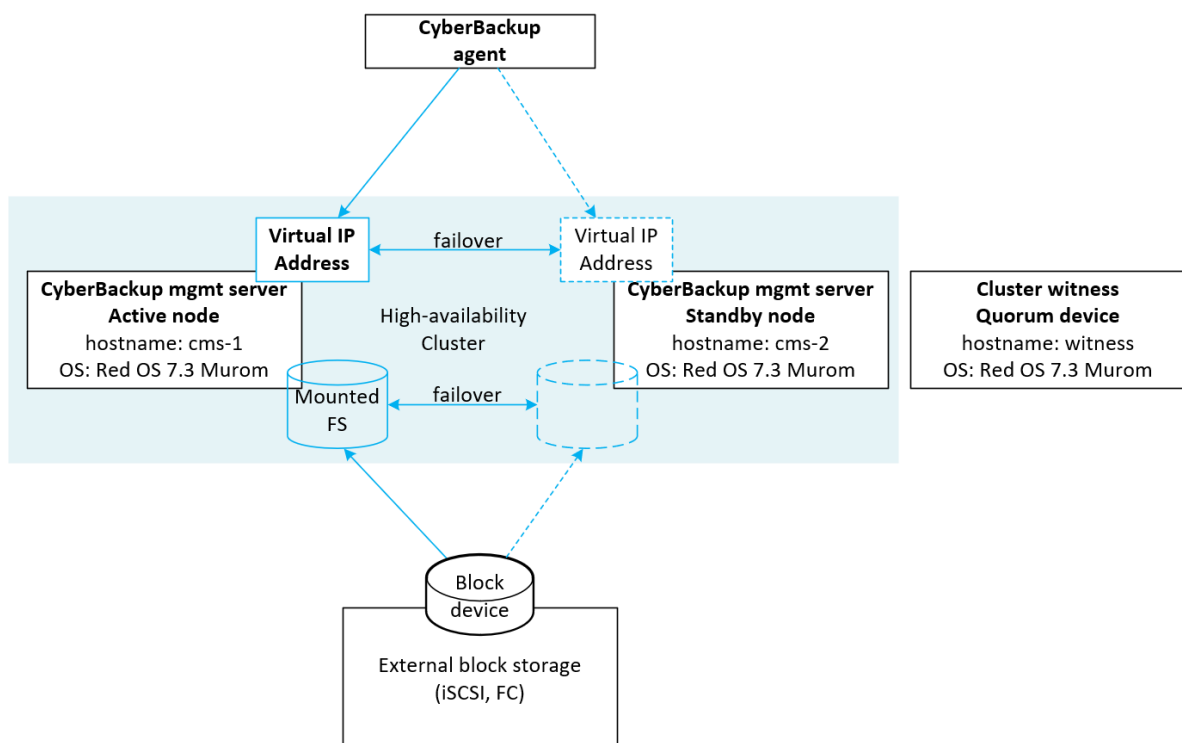 CyberBackup
agent
Virtual IP
Address
failover
Virtual IP
Address
CyberBackup mgmt server
Active node
hostname: cms-1
OS: Red OS 7.3 Murom
High-availability
Cluster
CyberBackup mgmt server
Standby node
hostname: cms-2
OS: Red OS 7.3 Murom
Cluster witness
Quorum device
hostname: witness
OS: Red OS 7.3 Murom
Mounted
FS
failover
Block
device
External block storage
(iSCSI, FC)